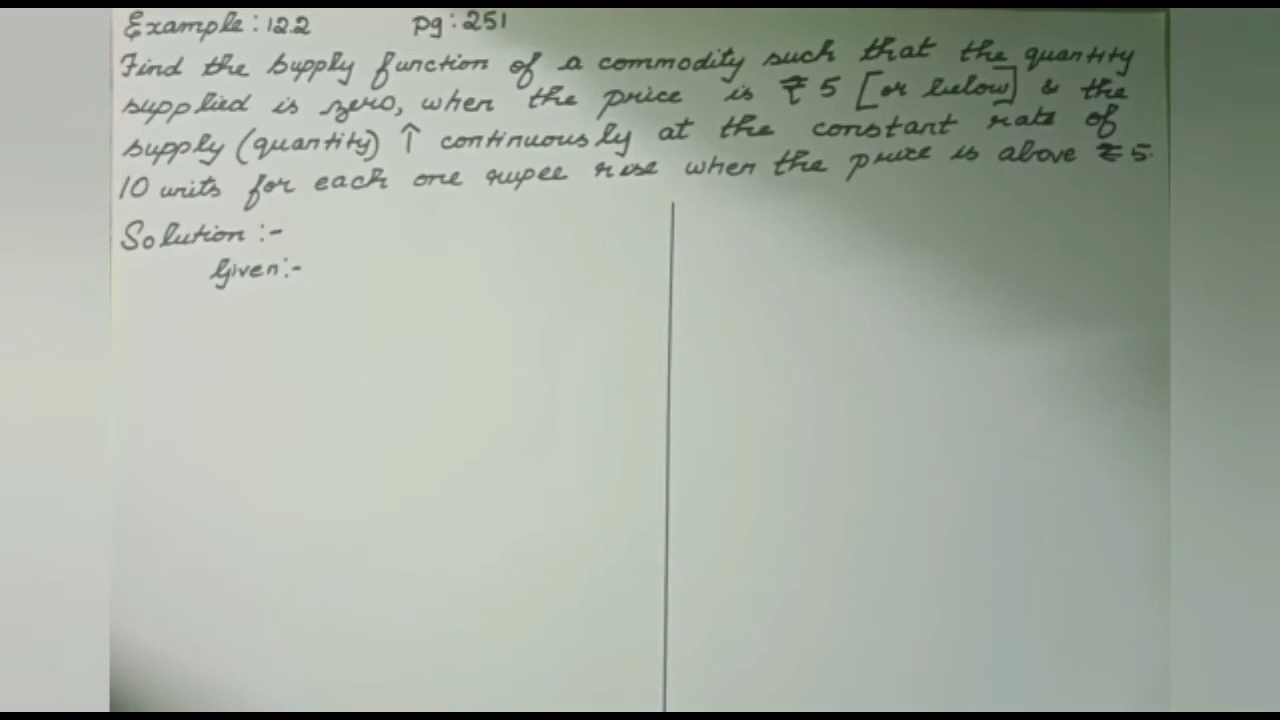 Example: 12.2 pg: 251
Find the supply function of a commodity such that the quantity
supplied is zero, when the price is ₹ 5 [or below] & the
supply (quantity) ↑ continuously at the constant rate of
10 units for each one rupee rise when the price is above ₹ 5.
Solution :-
Given:-